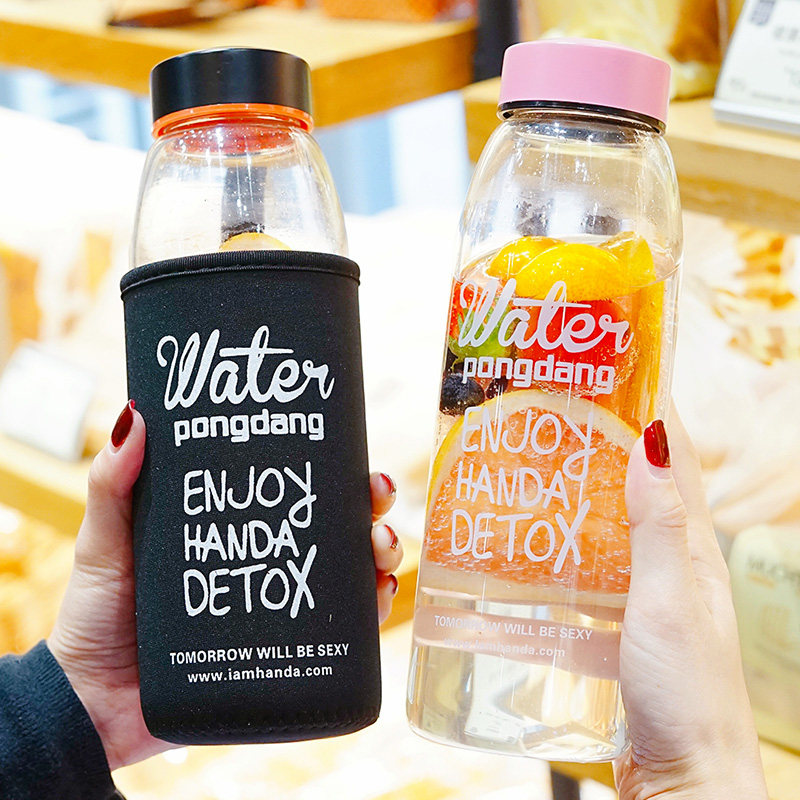 Water
pongdang
ENJOY
HANDA
DETOX
TOMORROW WILL BE SEXY
www.iamhanda.com
Water
pongdang
ENJOY
HANDA
DETOX
TOMORROW WILL BE SEXY
www.iamhanda.com